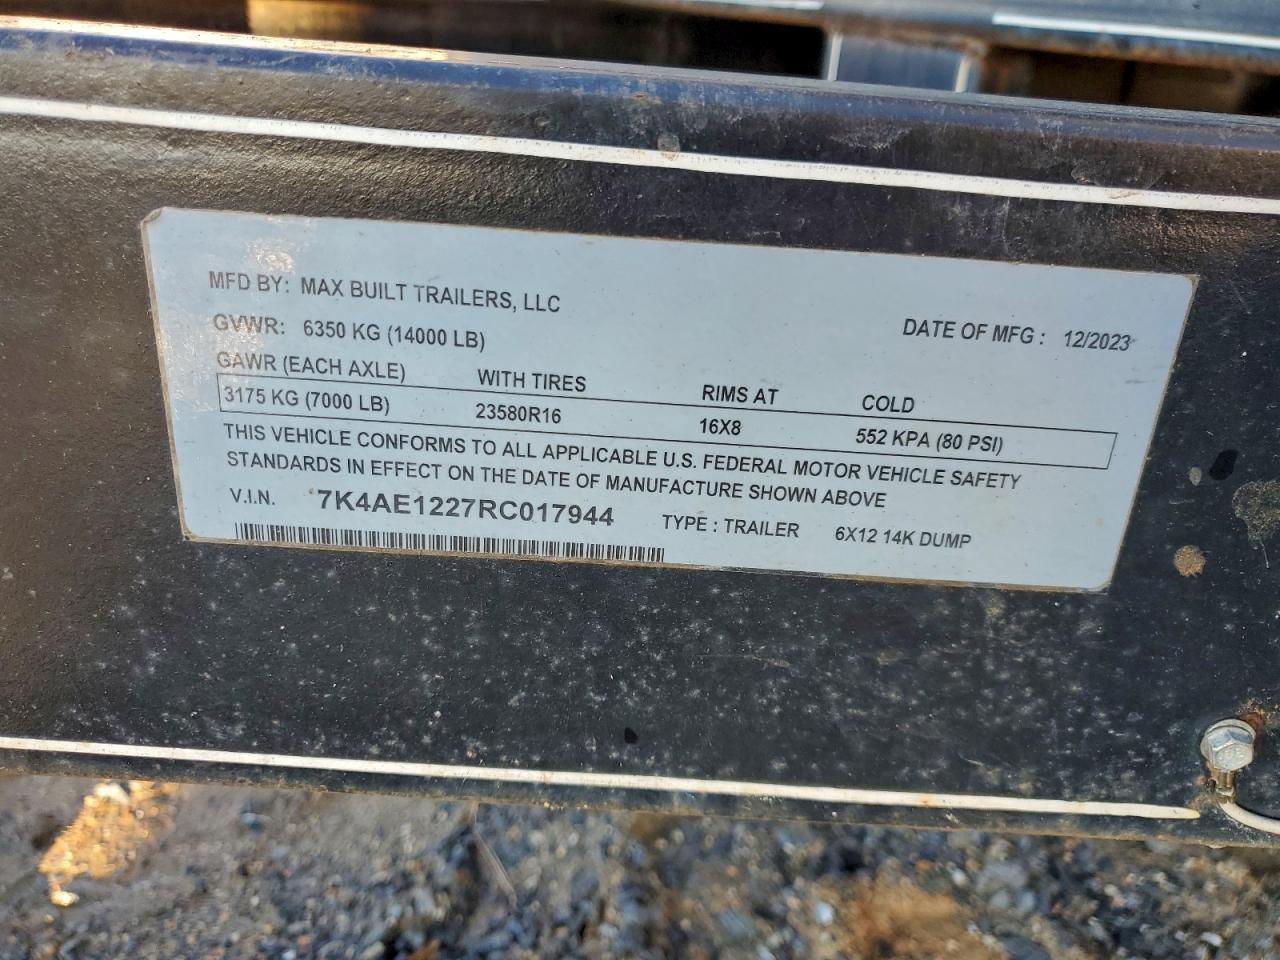 MFD BY: MAX BUILT TRAILERS, LLC
GVWR: 6350 KG (14000 LB) DATE OF MFG : 12/2023
GAWR (EACH AXLE) WITH TIRES RIMS AT COLD
3175 KG (7000 LB) 23580R16 16X8 552 KPA (80 PSI)
THIS VEHICLE CONFORMS TO ALL APPLICABLE U.S. FEDERAL MOTOR VEHICLE SAFETY
STANDARDS IN EFFECT ON THE DATE OF MANUFACTURE SHOWN ABOVE
V.I.N. 7K4AE1227RC017944 TYPE : TRAILER 6X12 14K DUMP